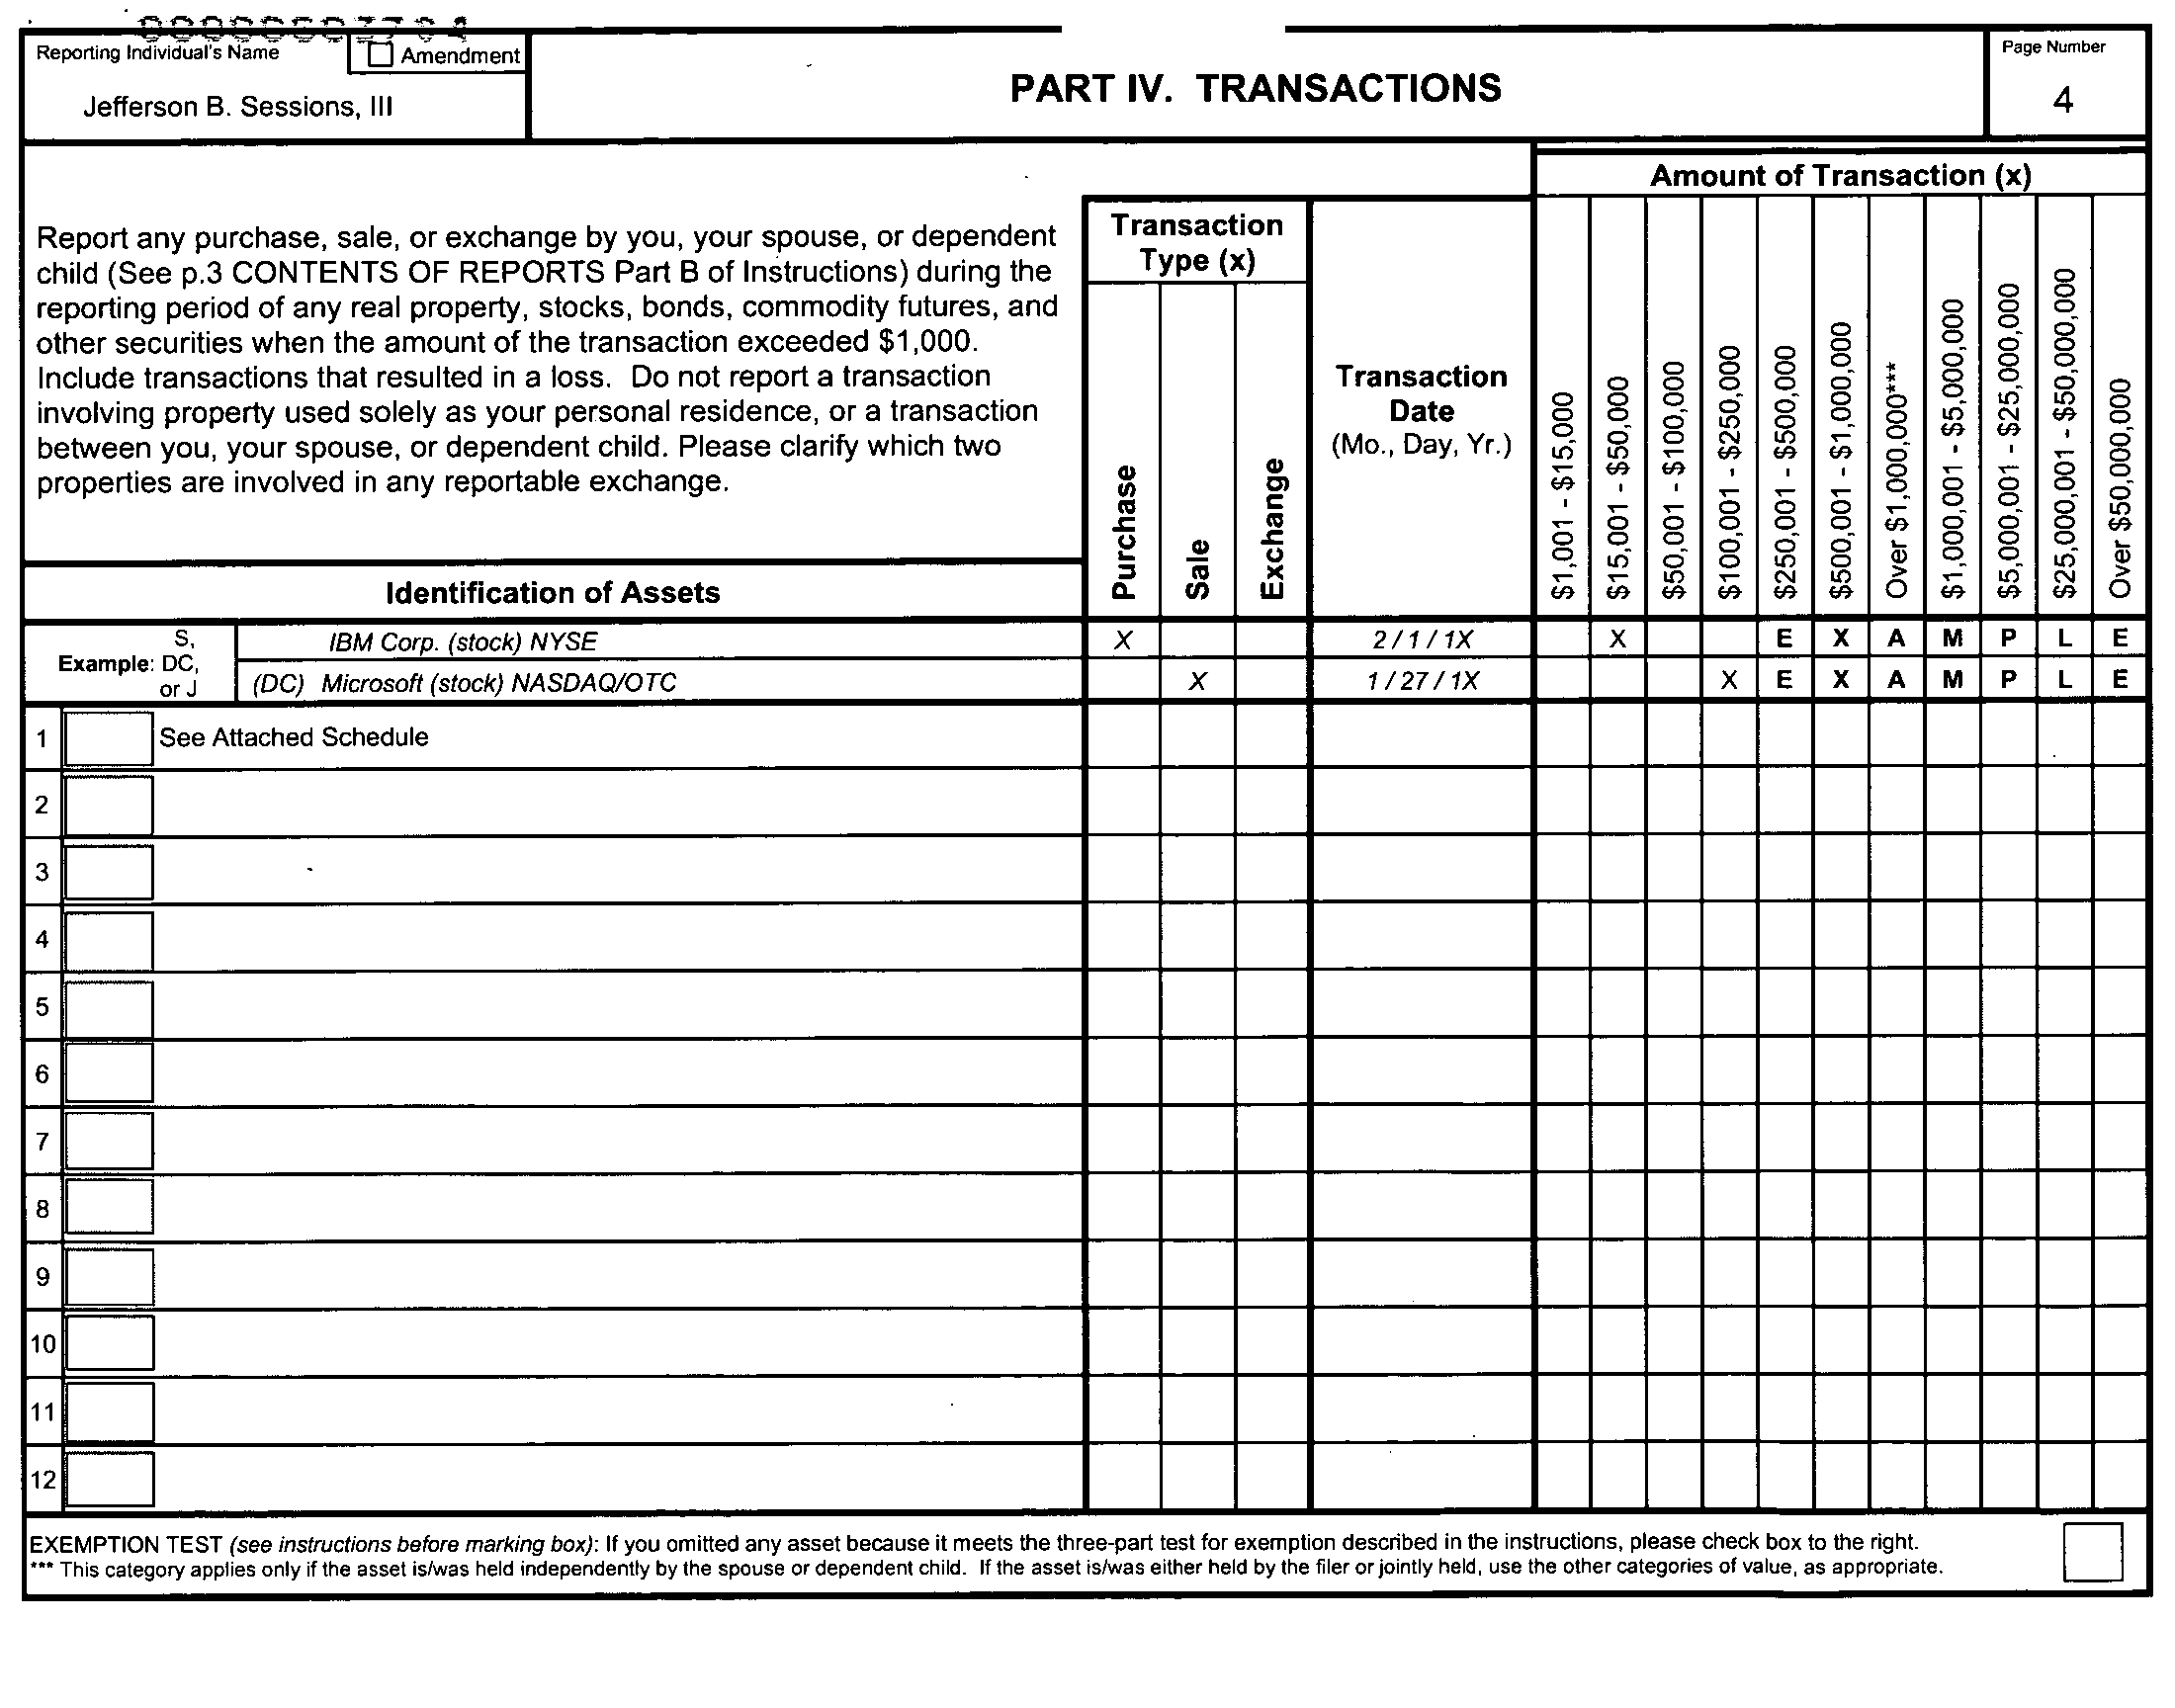 Reporting Individual's Name
Amendment
Jefferson B. Sessions, III
PART IV. TRANSACTIONS
Page Number
4
Amount of Transaction (x)
Report any purchase, sale, or exchange by you, your spouse, or dependent
child (See p.3 CONTENTS OF REPORTS Part B of Instructions) during the
reporting period of any real property, stocks, bonds, commodity futures, and
other securities when the amount of the transaction exceeded $1,000.
Include transactions that resulted in a loss. Do not report a transaction
involving property used solely as your personal residence, or a transaction
between you, your spouse, or dependent child. Please clarify which two
properties are involved in any reportable exchange.
Transaction
Type (x)
Purchase
Sale
Exchange
Transaction
Date
(Mo., Day, Yr.)
$1,001 - $15,000
$15,001 - $50,000
$50,001 - $100,000
$100,001 - $250,000
$250,001 - $500,000
$500,001 - $1,000,000
Over $1,000,000***
$1,000,001 - $5,000,000
$5,000,001 - $25,000,000
$25,000,001 - $50,000,000
Over $50,000,000
Identification of Assets
Example: S,
DC,
or J
IBM Corp. (stock) NYSE X 2 / 1 / 1X X E X A M P L E
(DC) Microsoft (stock) NASDAQ/OTC X 1 / 27 / 1X X E X A M P L E
1 See Attached Schedule
2
3
4
5
6
7
8
9
10
11
12
EXEMPTION TEST (see instructions before marking box): If you omitted any asset because it meets the three-part test for exemption described in the instructions, please check box to the right.
*** This category applies only if the asset is/was held independently by the spouse or dependent child. If the asset is/was either held by the filer or jointly held, use the other categories of value, as appropriate.